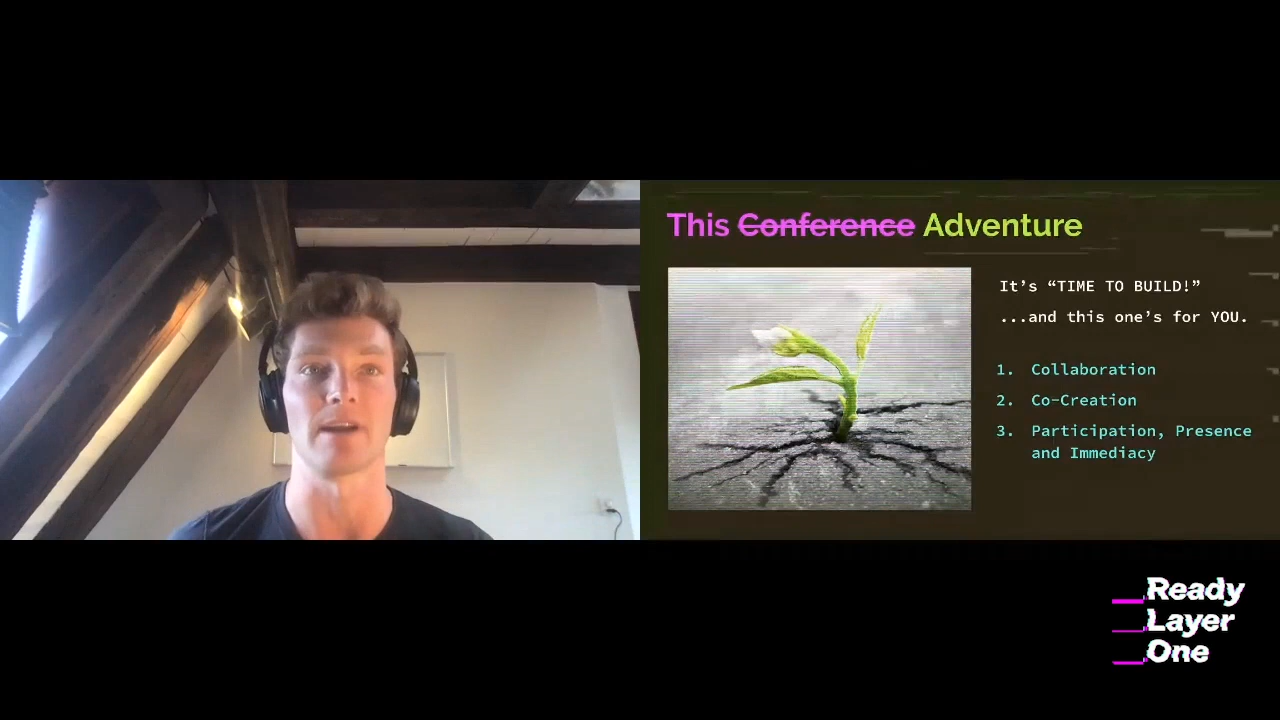 This Conference Adventure
It's “TIME TO BUILD!”
...and this one's for YOU.
1. Collaboration
2. Co-Creation
3. Participation, Presence
and Immediacy
Ready
Layer
One